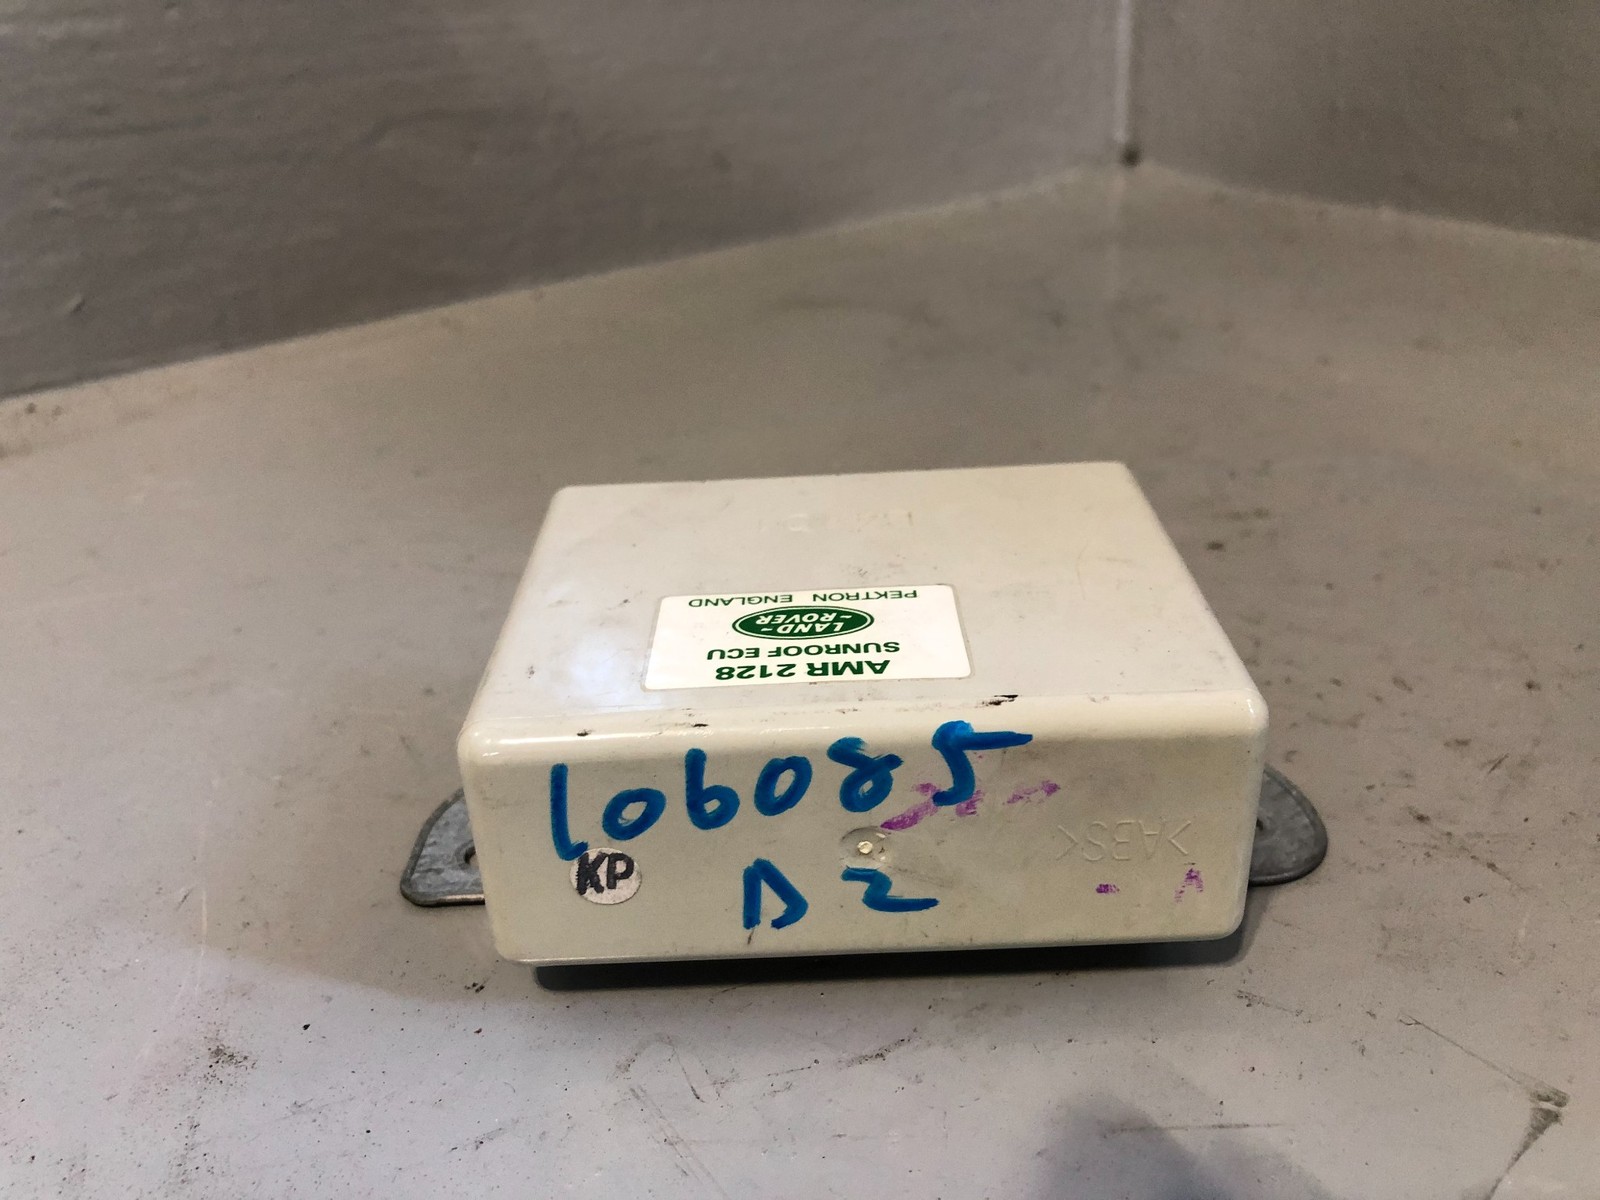 AMR 2128
SUNROOF ECU
LAND-
-ROVER
PEKTRON ENGLAND
106085
KP
D2
>ABS<
A